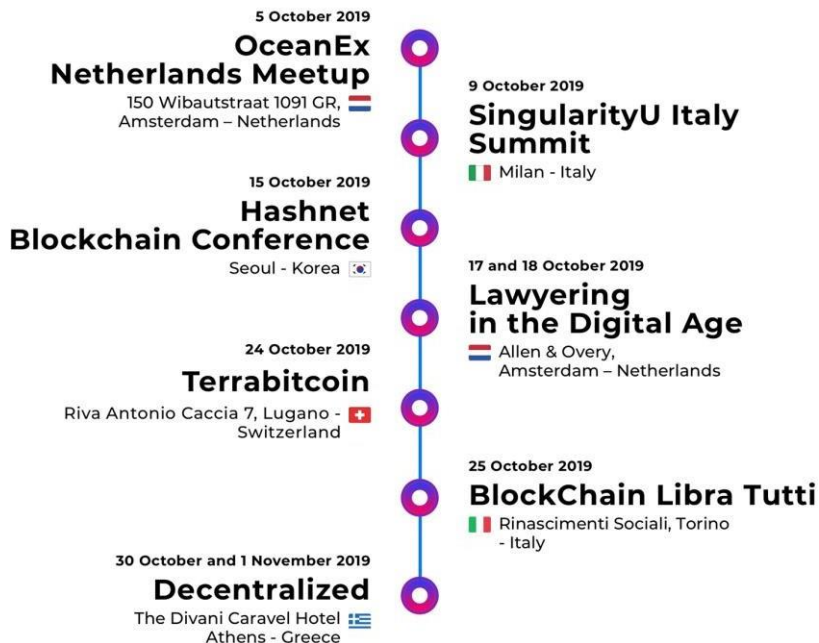 5 October 2019
OceanEx
Netherlands Meetup
150 Wibautstraat 1091 GR,
Amsterdam – Netherlands
9 October 2019
SingularityU Italy
Summit
Milan - Italy
15 October 2019
Hashnet
Blockchain Conference
Seoul - Korea
17 and 18 October 2019
Lawyering
in the Digital Age
Allen & Overy,
Amsterdam – Netherlands
24 October 2019
Terrabitcoin
Riva Antonio Caccia 7, Lugano -
Switzerland
25 October 2019
BlockChain Libra Tutti
Rinascimenti Sociali, Torino
- Italy
30 October and 1 November 2019
Decentralized
The Divani Caravel Hotel
Athens - Greece